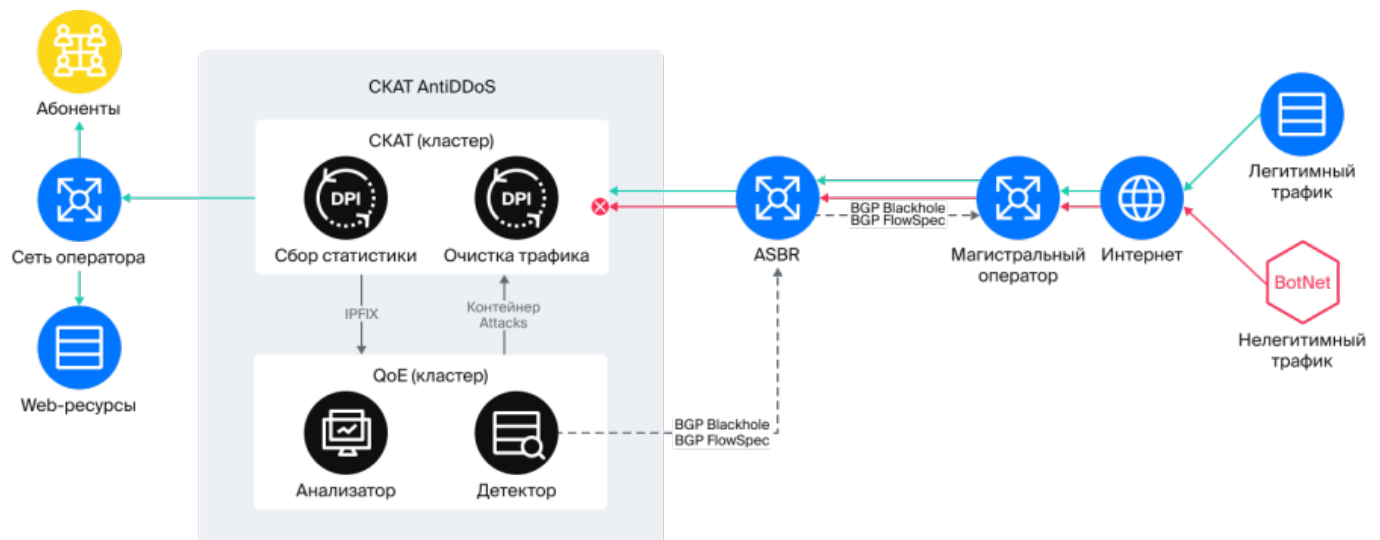 СКАТ AntiDDoS
Абоненты
СКАТ (кластер)
DPI
DPI
Легитимный
трафик
BGP Blackhole
BGP FlowSpec
Сеть оператора
Сбор статистики
Очистка трафика
ASBR
Магистральный
оператор
Интернет
BotNet
IPFIX
Контейнер
Attacks
Нелегитимный
трафик
QoE (кластер)
Web-ресурсы
BGP Blackhole
BGP FlowSpec
Анализатор
Детектор